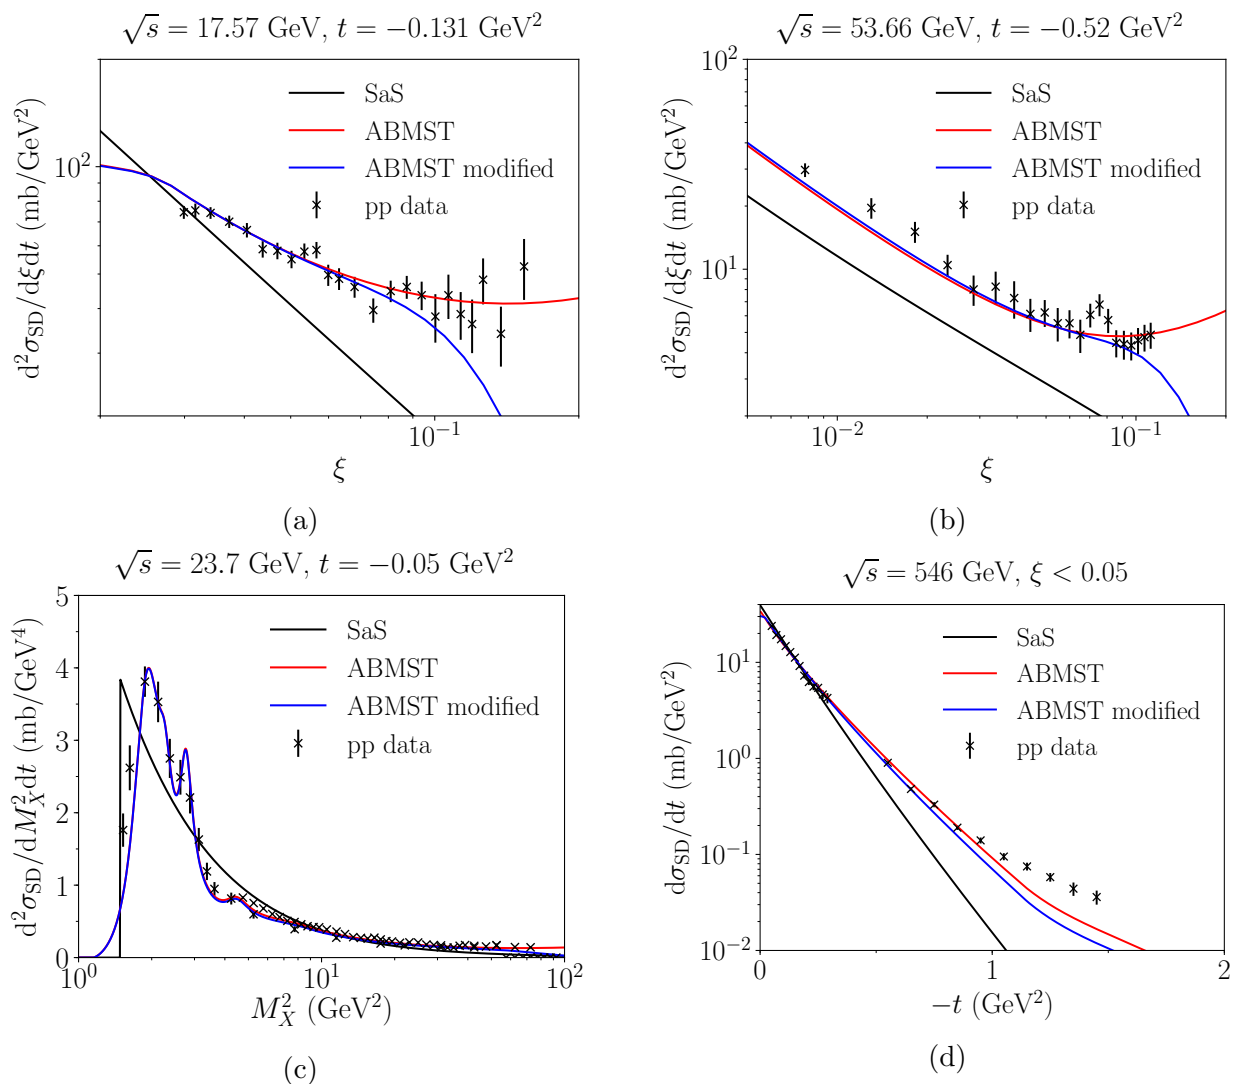 √s = 17.57 GeV, t = −0.131 GeV²
d²σ_SD/dξdt (mb/GeV²)
10²
SaS
ABMST
ABMST modified
pp data
10⁻¹
ξ
(a)
√s = 53.66 GeV, t = −0.52 GeV²
d²σ_SD/dξdt (mb/GeV²)
10²
10¹
SaS
ABMST
ABMST modified
pp data
10⁻² 10⁻¹
ξ
(b)
√s = 23.7 GeV, t = −0.05 GeV²
d²σ_SD/dM_X²dt (mb/GeV⁴)
5
4
3
2
1
0
SaS
ABMST
ABMST modified
pp data
10⁰ 10¹ 10²
M_X² (GeV²)
(c)
√s = 546 GeV, ξ < 0.05
dσ_SD/dt (mb/GeV²)
10¹
10⁰
10⁻¹
10⁻²
SaS
ABMST
ABMST modified
pp data
0 1 2
−t (GeV²)
(d)